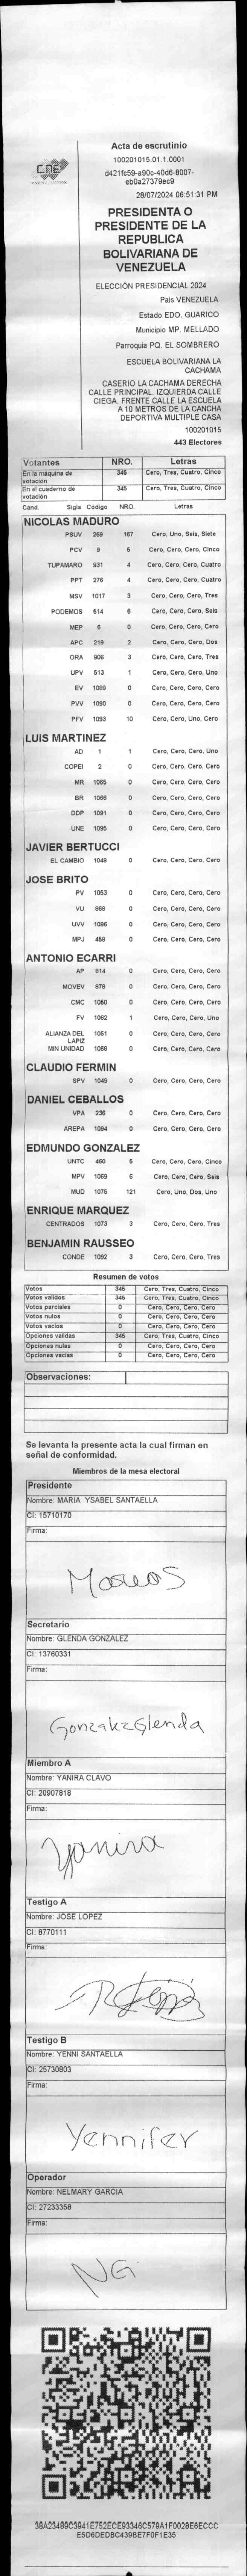 Acta de escrutinio
100201015.01.1.0001
d421fc59-a90c-40d6-8007-
eb0a27379ec9
28/07/2024 06:51:31 PM
CNE
PRESIDENTA O
PRESIDENTE DE LA
REPUBLICA
BOLIVARIANA DE
VENEZUELA
ELECCIÓN PRESIDENCIAL 2024
País VENEZUELA
Estado EDO. GUARICO
Municipio MP. MELLADO
Parroquia PQ. EL SOMBRERO
ESCUELA BOLIVARIANA LA
CACHAMA
CASERIO LA CACHAMA DERECHA
CALLE PRINCIPAL. IZQUIERDA CALLE
CIEGA. FRENTE CALLE LA ESCUELA
A 10 METROS DE LA CANCHA
DEPORTIVA MULTIPLE CASA
100201015
443 Electores
Votantes NRO. Letras
En la máquina de votación 345 Cero, Tres, Cuatro, Cinco
En el cuaderno de votación 345 Cero, Tres, Cuatro, Cinco
Cand. Sigla Código NRO. Letras
NICOLAS MADURO
PSUV 269 167 Cero, Uno, Seis, Siete
PCV 9 5 Cero, Cero, Cero, Cinco
TUPAMARO 931 4 Cero, Cero, Cero, Cuatro
PPT 276 4 Cero, Cero, Cero, Cuatro
MSV 1017 3 Cero, Cero, Cero, Tres
PODEMOS 514 6 Cero, Cero, Cero, Seis
MEP 6 0 Cero, Cero, Cero, Cero
APC 219 2 Cero, Cero, Cero, Dos
ORA 906 3 Cero, Cero, Cero, Tres
UPV 513 1 Cero, Cero, Cero, Uno
EV 1089 0 Cero, Cero, Cero, Cero
PVV 1090 0 Cero, Cero, Cero, Cero
PFV 1093 10 Cero, Cero, Uno, Cero
LUIS MARTINEZ
AD 1 1 Cero, Cero, Cero, Uno
COPEI 2 0 Cero, Cero, Cero, Cero
MR 1065 0 Cero, Cero, Cero, Cero
BR 1086 0 Cero, Cero, Cero, Cero
DDP 1091 0 Cero, Cero, Cero, Cero
UNE 1095 0 Cero, Cero, Cero, Cero
JAVIER BERTUCCI
EL CAMBIO 1048 0 Cero, Cero, Cero, Cero
JOSE BRITO
PV 1053 0 Cero, Cero, Cero, Cero
VU 868 0 Cero, Cero, Cero, Cero
UVV 1096 0 Cero, Cero, Cero, Cero
MPJ 459 0 Cero, Cero, Cero, Cero
ANTONIO ECARRI
AP 614 0 Cero, Cero, Cero, Cero
MOVEV 878 0 Cero, Cero, Cero, Cero
CMC 1050 0 Cero, Cero, Cero, Cero
FV 1062 1 Cero, Cero, Cero, Uno
ALIANZA DEL LAPIZ 1061 0 Cero, Cero, Cero, Cero
MIN UNIDAD 1069 0 Cero, Cero, Cero, Cero
CLAUDIO FERMIN
SPV 1049 0 Cero, Cero, Cero, Cero
DANIEL CEBALLOS
VPA 236 0 Cero, Cero, Cero, Cero
AREPA 1094 0 Cero, Cero, Cero, Cero
EDMUNDO GONZALEZ
UNTC 460 5 Cero, Cero, Cero, Cinco
MPV 1069 6 Cero, Cero, Cero, Seis
MUD 1075 121 Cero, Uno, Dos, Uno
ENRIQUE MARQUEZ
CENTRADOS 1073 3 Cero, Cero, Cero, Tres
BENJAMIN RAUSSEO
CONDE 1092 3 Cero, Cero, Cero, Tres
Resumen de votos
Votos 345 Cero, Tres, Cuatro, Cinco
Votos validos 345 Cero, Tres, Cuatro, Cinco
Votos parciales 0 Cero, Cero, Cero, Cero
Votos nulos 0 Cero, Cero, Cero, Cero
Votos vacios 0 Cero, Cero, Cero, Cero
Opciones validas 345 Cero, Tres, Cuatro, Cinco
Opciones nulas 0 Cero, Cero, Cero, Cero
Opciones vacias 0 Cero, Cero, Cero, Cero
Observaciones:
Se levanta la presente acta la cual firman en
señal de conformidad.
Miembros de la mesa electoral
Presidente
Nombre: MARIA YSABEL SANTAELLA
CI: 15710170
Firma:
Secretario
Nombre: GLENDA GONZALEZ
CI: 13760331
Firma:
Gonzalez Glenda
Miembro A
Nombre: YANIRA CLAVO
CI: 20907818
Firma:
Yanira
Testigo A
Nombre: JOSE LOPEZ
CI: 8770111
Firma:
Testigo B
Nombre: YENNI SANTAELLA
CI: 25730803
Firma:
Yennifer
Operador
Nombre: NELMARY GARCIA
CI: 27233358
Firma:
NG